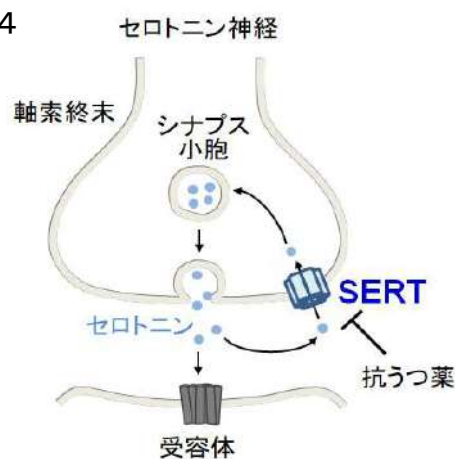 4
セロトニン神経
軸索終末
シナプス
小胞
SERT
セロトニン
抗うつ薬
受容体